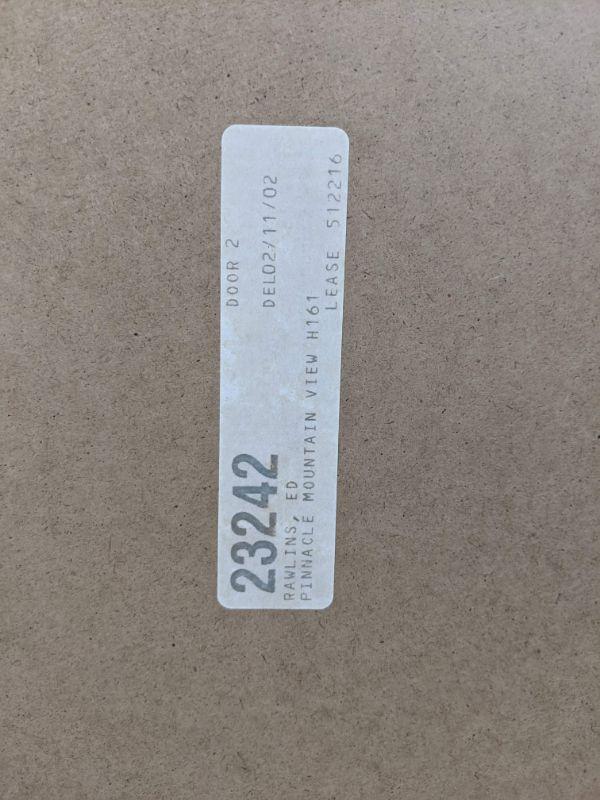 DOOR 2
23242 DEL02/11/02
RAWLINS, ED
PINNACLE MOUNTAIN VIEW H161
LEASE 512216